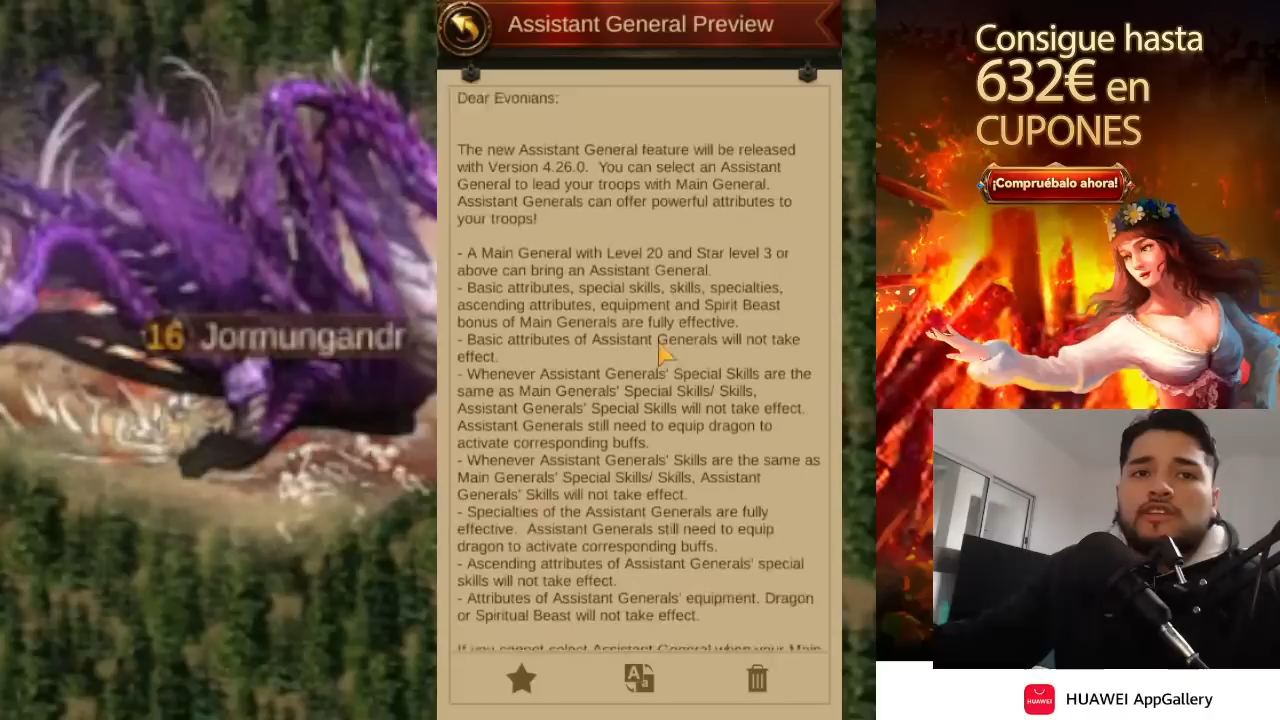 16 Jormungandr
Assistant General Preview
Dear Evonians:
The new Assistant General feature will be released
with Version 4.26.0. You can select an Assistant
General to lead your troops with Main General.
Assistant Generals can offer powerful attributes to
your troops!
- A Main General with Level 20 and Star level 3 or
above can bring an Assistant General.
- Basic attributes, special skills, skills, specialties,
ascending attributes, equipment and Spirit Beast
bonus of Main Generals are fully effective.
- Basic attributes of Assistant Generals will not take
effect.
- Whenever Assistant Generals' Special Skills are the
same as Main Generals' Special Skills/ Skills,
Assistant Generals' Special Skills will not take effect.
Assistant Generals still need to equip dragon to
activate corresponding buffs.
- Whenever Assistant Generals' Skills are the same as
Main Generals' Special Skills/ Skills, Assistant
Generals' Skills will not take effect.
- Specialties of the Assistant Generals are fully
effective. Assistant Generals still need to equip
dragon to activate corresponding buffs.
- Ascending attributes of Assistant Generals' special
skills will not take effect.
- Attributes of Assistant Generals' equipment. Dragon
or Spiritual Beast will not take effect.
If you cannot select Assistant General when your Main
A a
Consigue hasta
632€ en
CUPONES
¡Compruébalo ahora!
HUAWEI
HUAWEI AppGallery